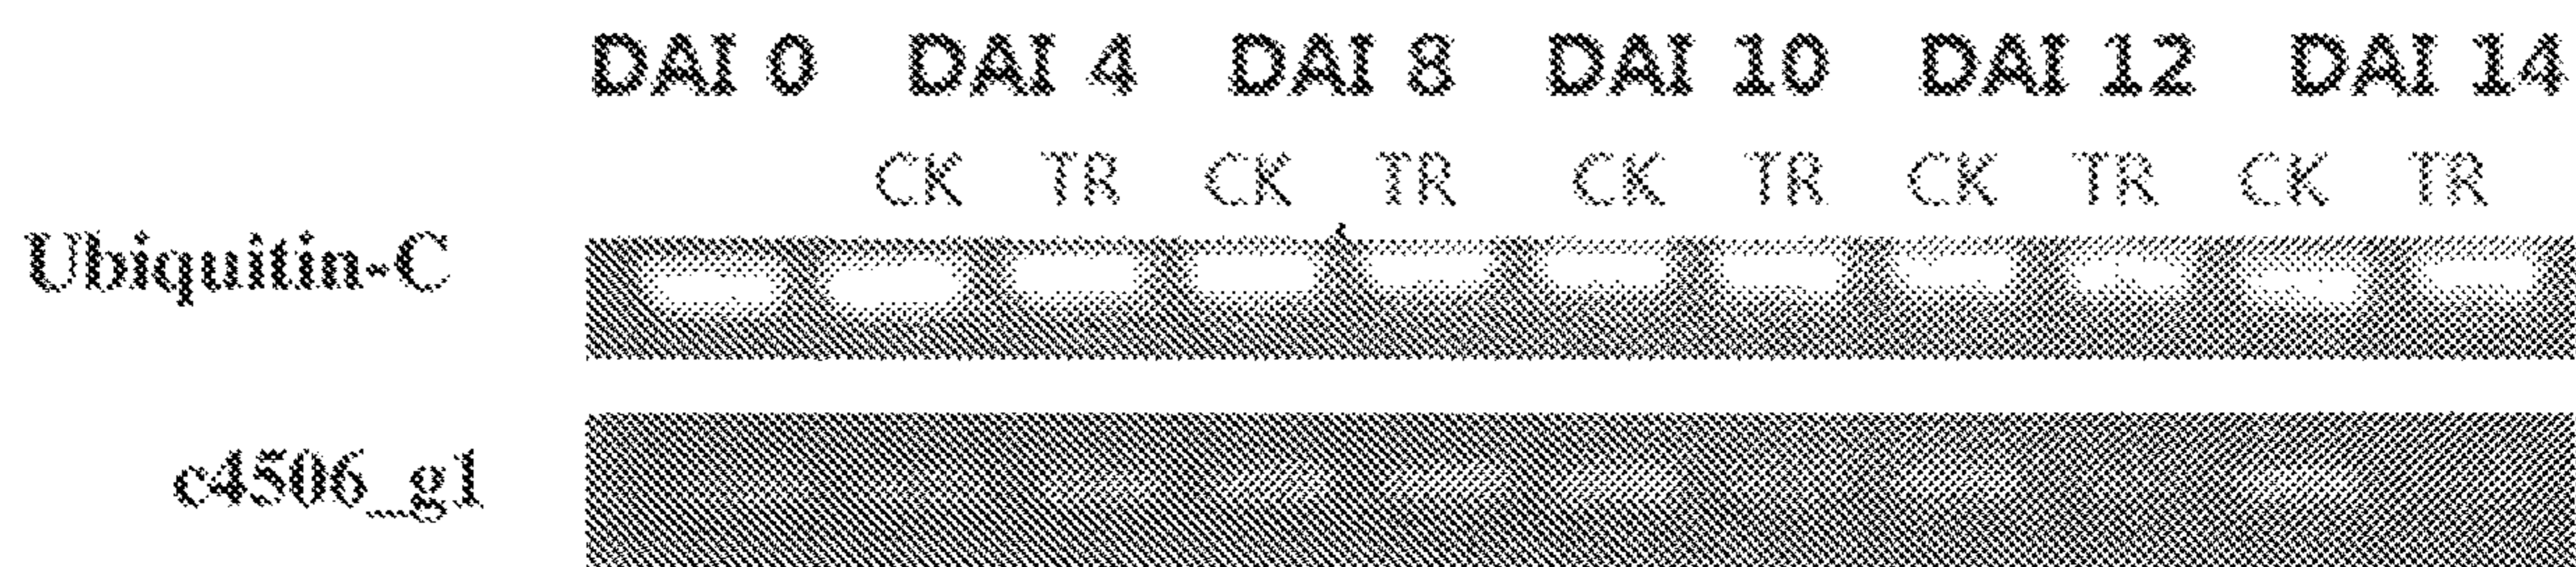 DAI 0 DAI 4 DAI 8 DAI 10 DAI 12 DAI 14
CK TR CK TR CK TR CK TR CK TR
Ubiquitin-C
c4506_g1